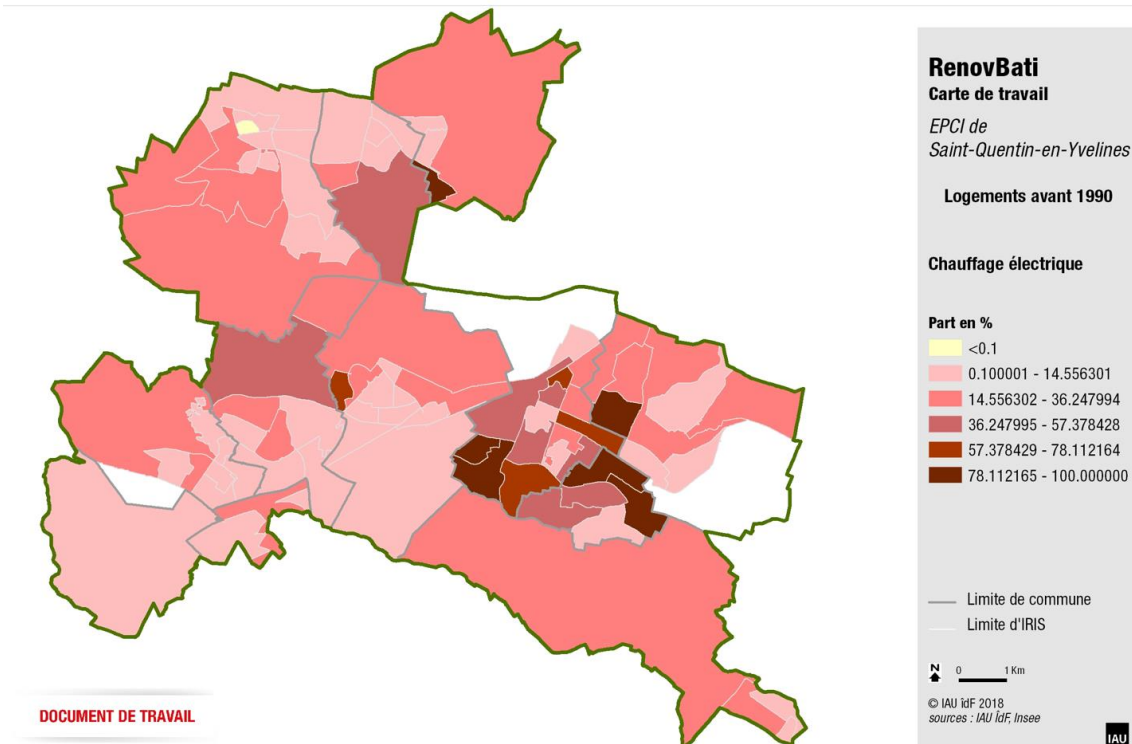 RenovBati
Carte de travail
EPCI de
Saint-Quentin-en-Yvelines
Logements avant 1990
Chauffage électrique
Part en %
<0.1
0.100001 - 14.556301
14.556302 - 36.247994
36.247995 - 57.378428
57.378429 - 78.112164
78.112165 - 100.000000
Limite de commune
Limite d'IRIS
N
0 1 Km
© IAU îdF 2018
sources : IAU ÎdF, Insee
IAU
DOCUMENT DE TRAVAIL